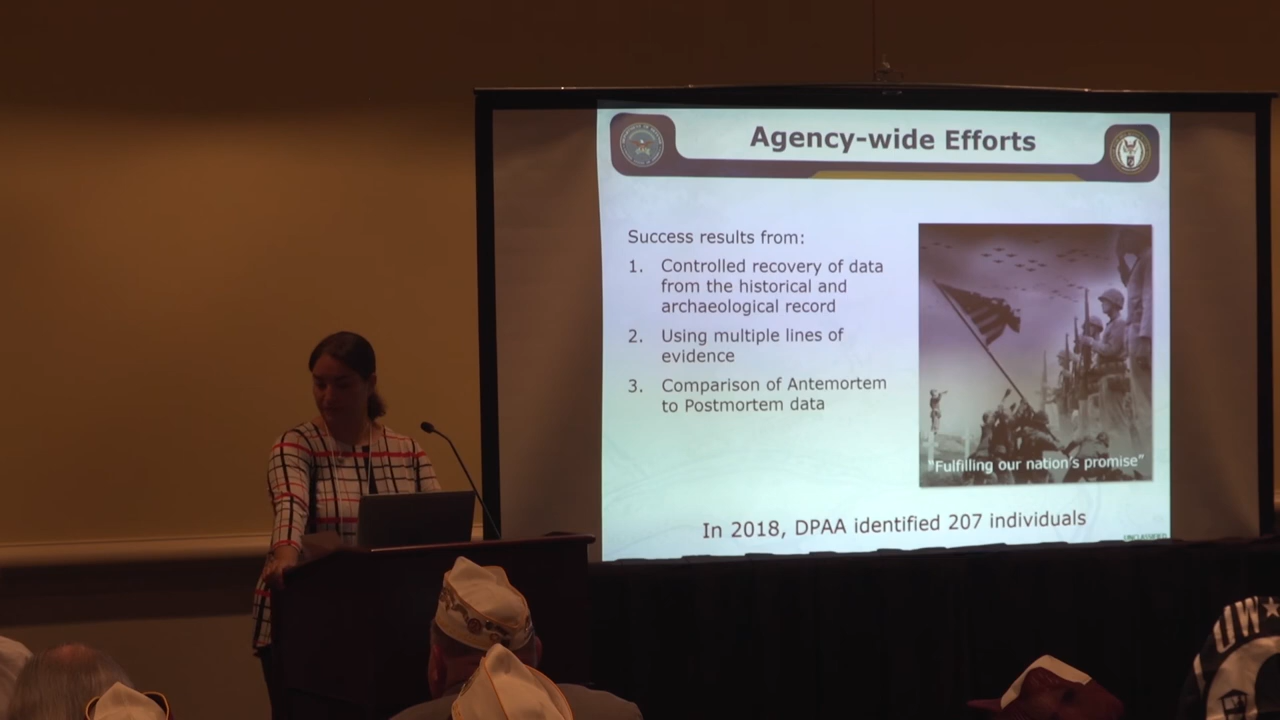 Agency-wide Efforts
Success results from:
1. Controlled recovery of data
from the historical and
archaeological record
2. Using multiple lines of
evidence
3. Comparison of Antemortem
to Postmortem data
"Fulfilling our nation's promise"
In 2018, DPAA identified 207 individuals
UNCLASSIFIED
OW